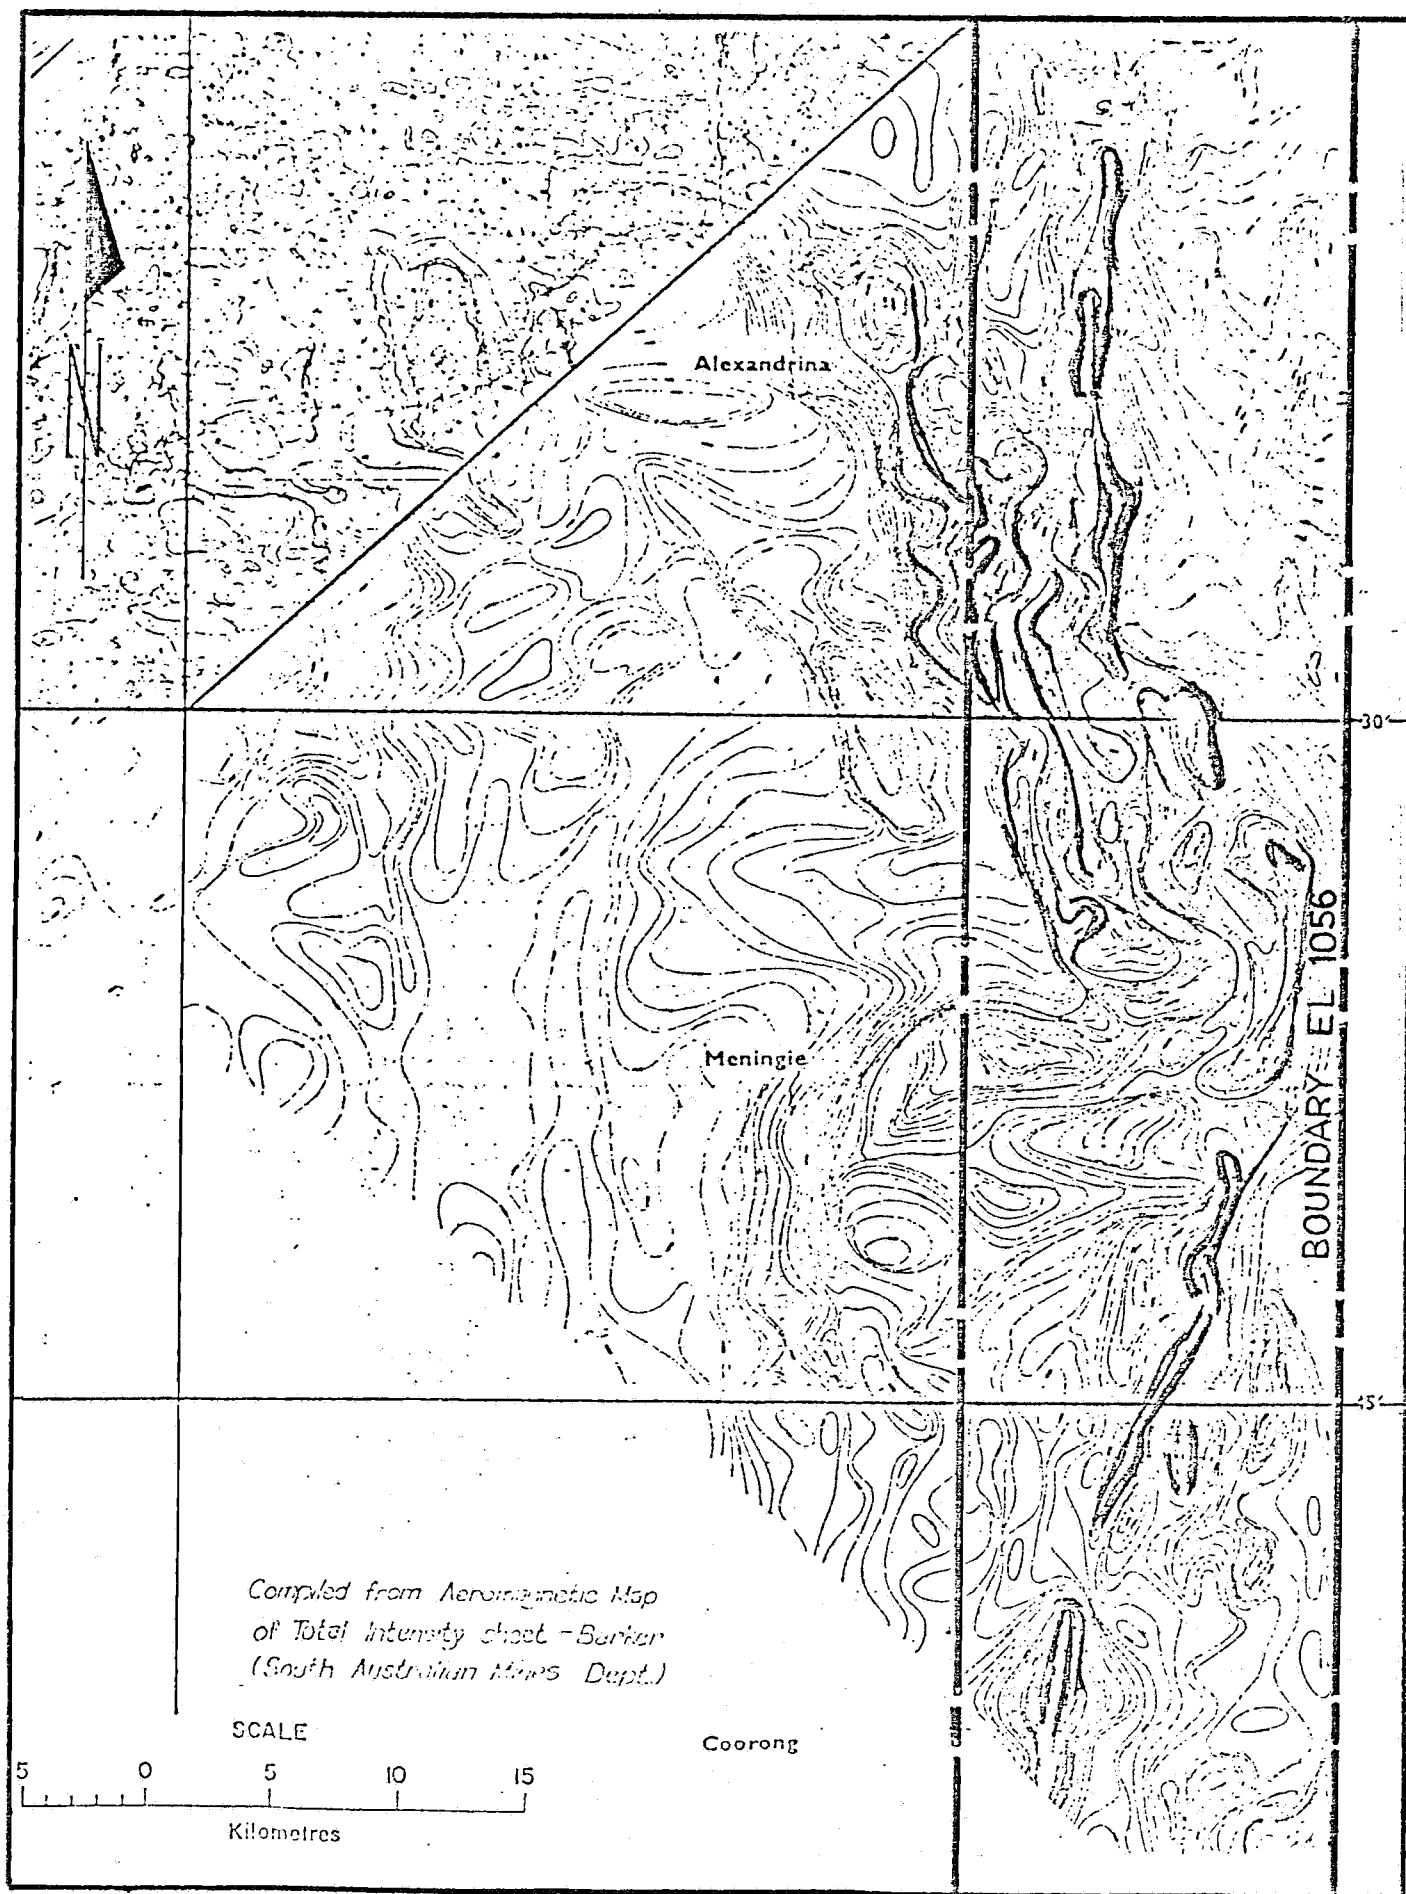 N
Alexandrina
30'
BOUNDARY EL 1056
Meningie
45'
Compiled from Aeromagnetic Map
of Total Intensity sheet - Barker
(South Australian Mines Dept.)
SCALE
Coorong
5 0 5 10 15
Kilometres